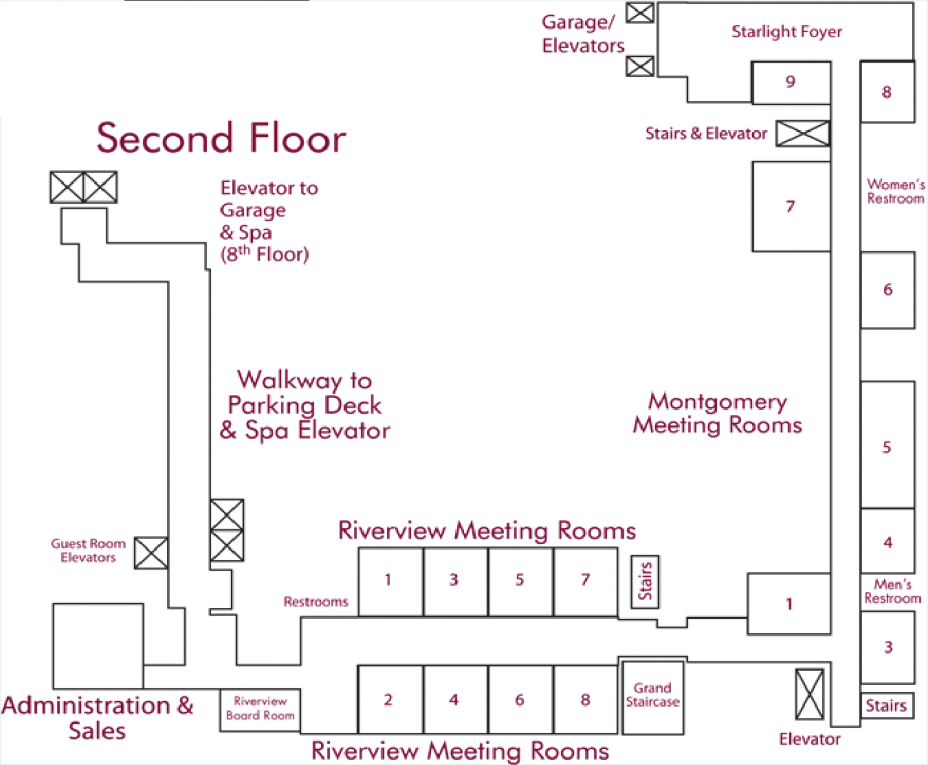 Garage/
Elevators
Starlight Foyer
9
8
Second Floor
Stairs & Elevator
Elevator to
Garage
& Spa
(8th Floor)
Women's
Restroom
7
6
Walkway to
Parking Deck
& Spa Elevator
Montgomery
Meeting Rooms
5
Riverview Meeting Rooms
Guest Room
Elevators
4
1
3
5
7
Stairs
Restrooms
1
Men's
Restroom
3
Administration &
Sales
Riverview
Board Room
2
4
6
8
Grand
Staircase
Stairs
Elevator
Riverview Meeting Rooms